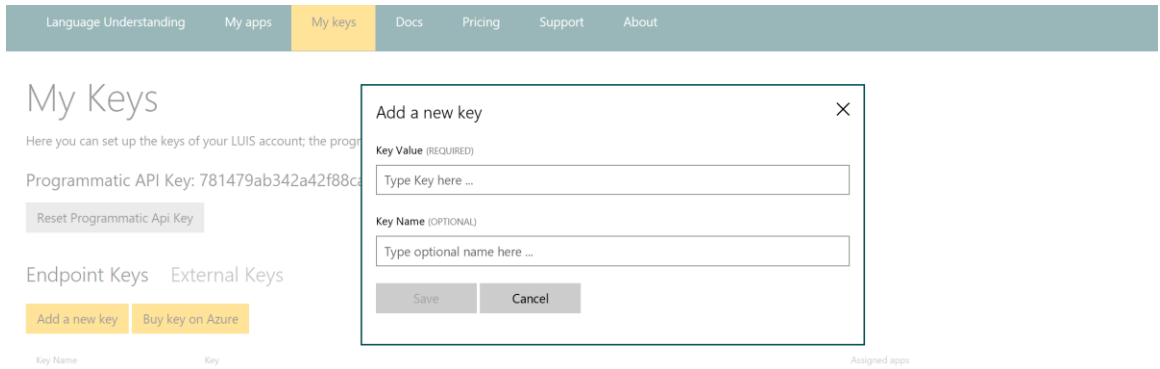 Language Understanding My apps My keys Docs Pricing Support About
My Keys
Here you can set up the keys of your LUIS account; the progr
Programmatic API Key: 781479ab342a42f88ca
Reset Programmatic Api Key
Endpoint Keys External Keys
Add a new key Buy key on Azure
Key Name Key Assigned apps
Add a new key
Key Value (REQUIRED)
Type Key here ...
Key Name (OPTIONAL)
Type optional name here ...
Save Cancel